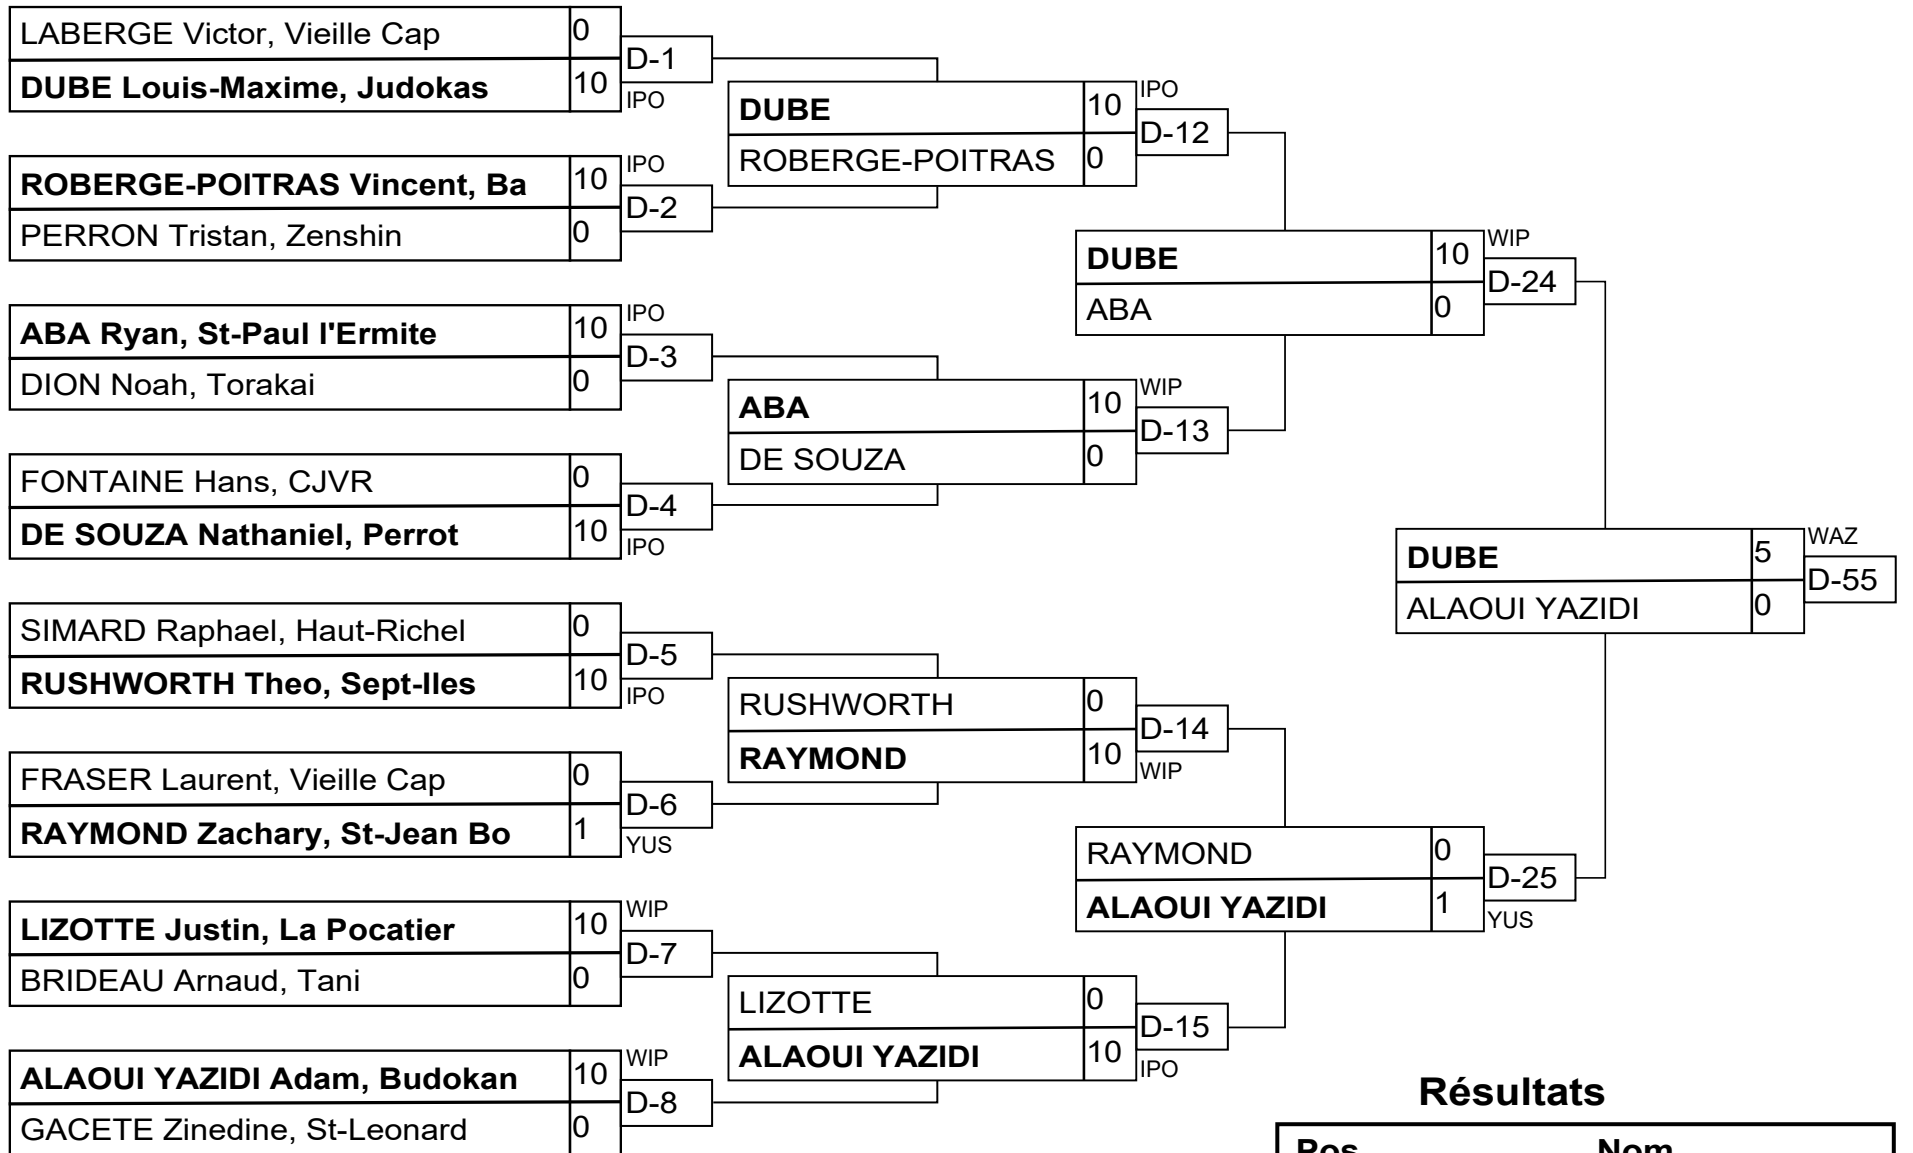 LABERGE Victor, Vieille Cap 0
D-1
DUBE Louis-Maxime, Judokas 10
IPO
ROBERGE-POITRAS Vincent, Ba 10
IPO
D-2
PERRON Tristan, Zenshin 0
ABA Ryan, St-Paul l'Ermite 10
IPO
D-3
DION Noah, Torakai 0
FONTAINE Hans, CJVR 0
D-4
DE SOUZA Nathaniel, Perrot 10
IPO
SIMARD Raphael, Haut-Richel 0
D-5
RUSHWORTH Theo, Sept-Iles 10
IPO
FRASER Laurent, Vieille Cap 0
D-6
RAYMOND Zachary, St-Jean Bo 1
YUS
LIZOTTE Justin, La Pocatier 10
WIP
D-7
BRIDEAU Arnaud, Tani 0
ALAOUI YAZIDI Adam, Budokan 10
WIP
D-8
GACETE Zinedine, St-Leonard 0
DUBE 10
IPO
D-12
ROBERGE-POITRAS 0
ABA 10
WIP
D-13
DE SOUZA 0
RUSHWORTH 0
D-14
RAYMOND 10
WIP
LIZOTTE 0
D-15
ALAOUI YAZIDI 10
IPO
DUBE 10
WIP
D-24
ABA 0
RAYMOND 0
D-25
ALAOUI YAZIDI 1
YUS
DUBE 5
WAZ
D-55
ALAOUI YAZIDI 0
Résultats
Pos Nom